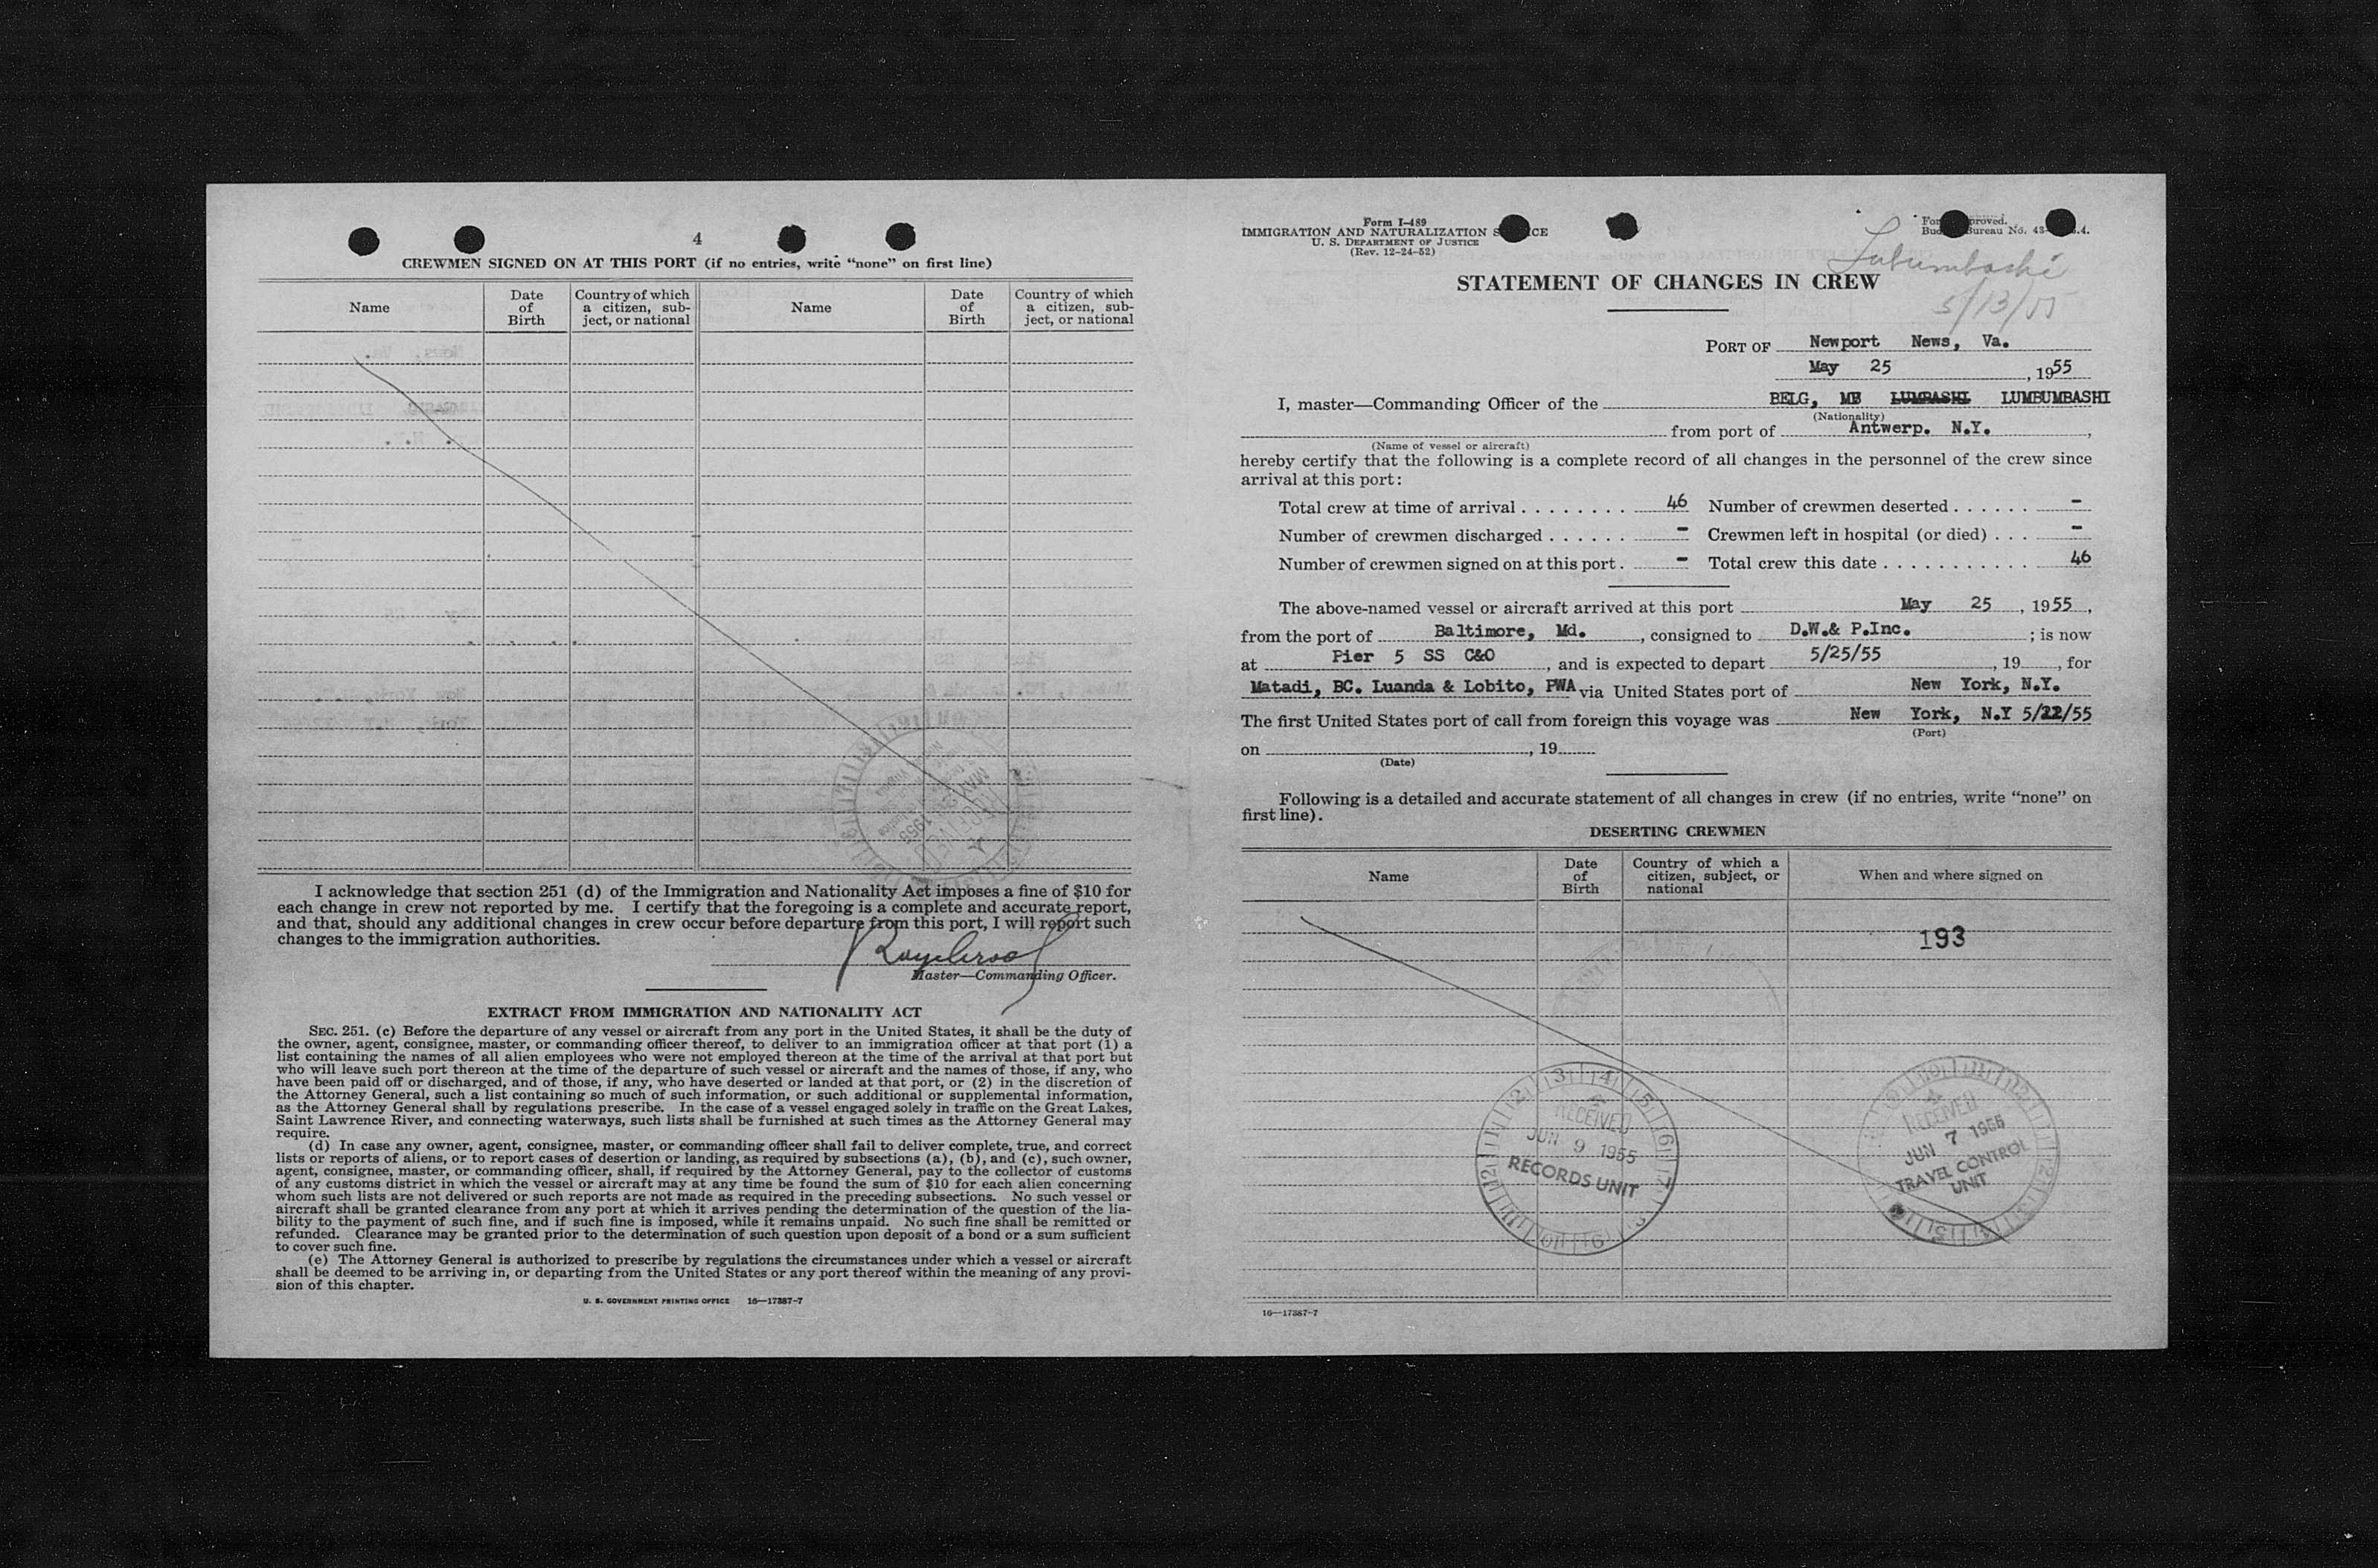 4
CREWMEN SIGNED ON AT THIS PORT (if no entries, write “none” on first line)
Name
Date of Birth
Country of which a citizen, sub-ject, or national
Name
Date of Birth
Country of which a citizen, sub-ject, or national
I acknowledge that section 251 (d) of the Immigration and Nationality Act imposes a fine of $10 for
each change in crew not reported by me. I certify that the foregoing is a complete and accurate report,
and that, should any additional changes in crew occur before departure from this port, I will report such
changes to the immigration authorities.
Master—Commanding Officer.
EXTRACT FROM IMMIGRATION AND NATIONALITY ACT
SEC. 251. (c) Before the departure of any vessel or aircraft from any port in the United States, it shall be the duty of
the owner, agent, consignee, master, or commanding officer thereof, to deliver to an immigration officer at that port (1) a
list containing the names of all alien employees who were not employed thereon at the time of the arrival at that port but
who will leave such port thereon at the time of the departure of such vessel or aircraft and the names of those, if any, who
have been paid off or discharged, and of those, if any, who have deserted or landed at that port, or (2) in the discretion of
the Attorney General, such a list containing so much of such information, or such additional or supplemental information,
as the Attorney General shall by regulations prescribe. In the case of a vessel engaged solely in traffic on the Great Lakes,
Saint Lawrence River, and connecting waterways, such lists shall be furnished at such times as the Attorney General may
require.
(d) In case any owner, agent, consignee, master, or commanding officer shall fail to deliver complete, true, and correct
lists or reports of aliens, or to report cases of desertion or landing, as required by subsections (a), (b), and (c), such owner,
agent, consignee, master, or commanding officer, shall, if required by the Attorney General, pay to the collector of customs
of any customs district in which the vessel or aircraft may at any time be found the sum of $10 for each alien concerning
whom such lists are not delivered or such reports are not made as required in the preceding subsections. No such vessel or
aircraft shall be granted clearance from any port at which it arrives pending the determination of the question of the lia-
bility to the payment of such fine, and if such fine is imposed, while it remains unpaid. No such fine shall be remitted or
refunded. Clearance may be granted prior to the determination of such question upon deposit of a bond or a sum sufficient
to cover such fine.
(e) The Attorney General is authorized to prescribe by regulations the circumstances under which a vessel or aircraft
shall be deemed to be arriving in, or departing from the United States or any port thereof within the meaning of any provi-
sion of this chapter.
U. S. GOVERNMENT PRINTING OFFICE 16—17387-7
Form I-489
IMMIGRATION AND NATURALIZATION
U. S. DEPARTMENT OF JUSTICE
(Rev. 12-24-52)
Bureau No.
Lubumbashi
5/13/55
STATEMENT OF CHANGES IN CREW
PORT OF Newport News, Va.
May 25, 1955
I, master—Commanding Officer of the BELG, MB LUMBASHI LUMBUMBASHI
(Nationality)
from port of Antwerp. N.Y.,
(Name of vessel or aircraft)
hereby certify that the following is a complete record of all changes in the personnel of the crew since
arrival at this port:
Total crew at time of arrival . . . . . . . . 46 Number of crewmen deserted . . . . . . -
Number of crewmen discharged . . . . . . - Crewmen left in hospital (or died) . . . -
Number of crewmen signed on at this port . - Total crew this date . . . . . . . . . . . 46
The above-named vessel or aircraft arrived at this port May 25, 1955,
from the port of Baltimore, Md., consigned to D.W.& P.Inc.; is now
at Pier 5 SS C&O, and is expected to depart 5/25/55, 19, for
Matadi, BC. Luanda & Lobito, PWA via United States port of New York, N.Y.
The first United States port of call from foreign this voyage was New York, N.Y 5/22/55
(Port)
on , 19
(Date)
Following is a detailed and accurate statement of all changes in crew (if no entries, write “none” on
first line).
DESERTING CREWMEN
Name
Date of Birth
Country of which a citizen, subject, or national
When and where signed on
193
RECEIVED
JUN 9 1955
RECORDS UNIT
RECEIVED
JUN 7 1955
TRAVEL CONTROL
UNIT
16—17387-7